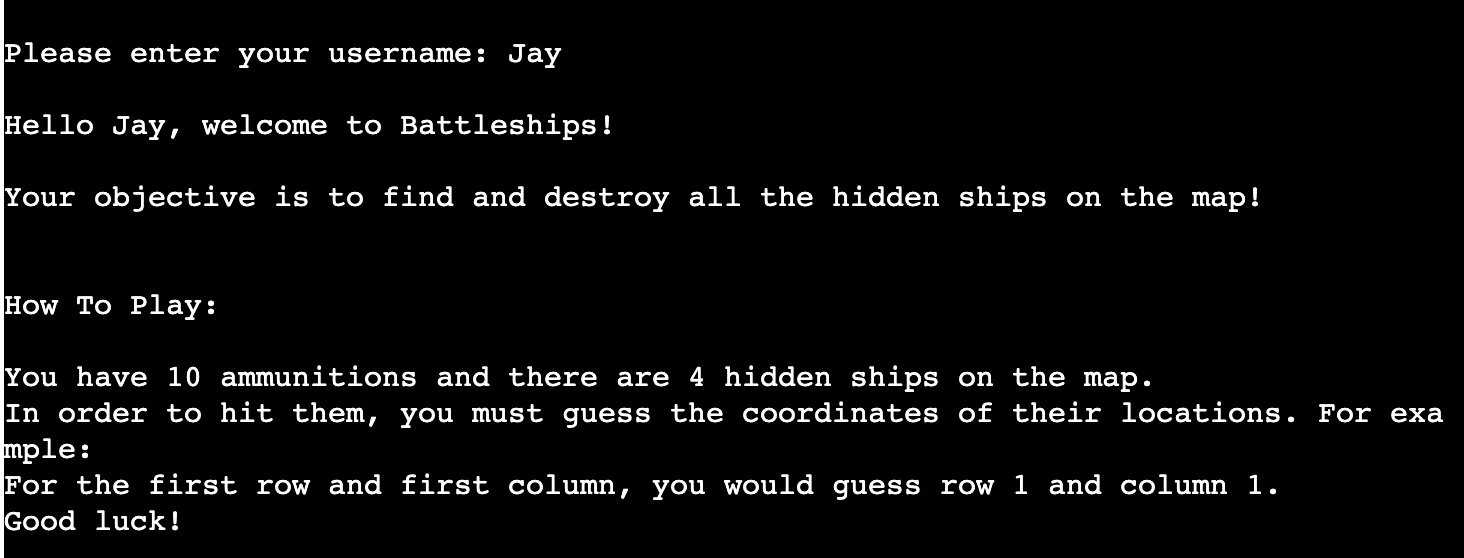 Please enter your username: Jay
Hello Jay, welcome to Battleships!
Your objective is to find and destroy all the hidden ships on the map!
How To Play:
You have 10 ammunitions and there are 4 hidden ships on the map.
In order to hit them, you must guess the coordinates of their locations. For exa
mple:
For the first row and first column, you would guess row 1 and column 1.
Good luck!